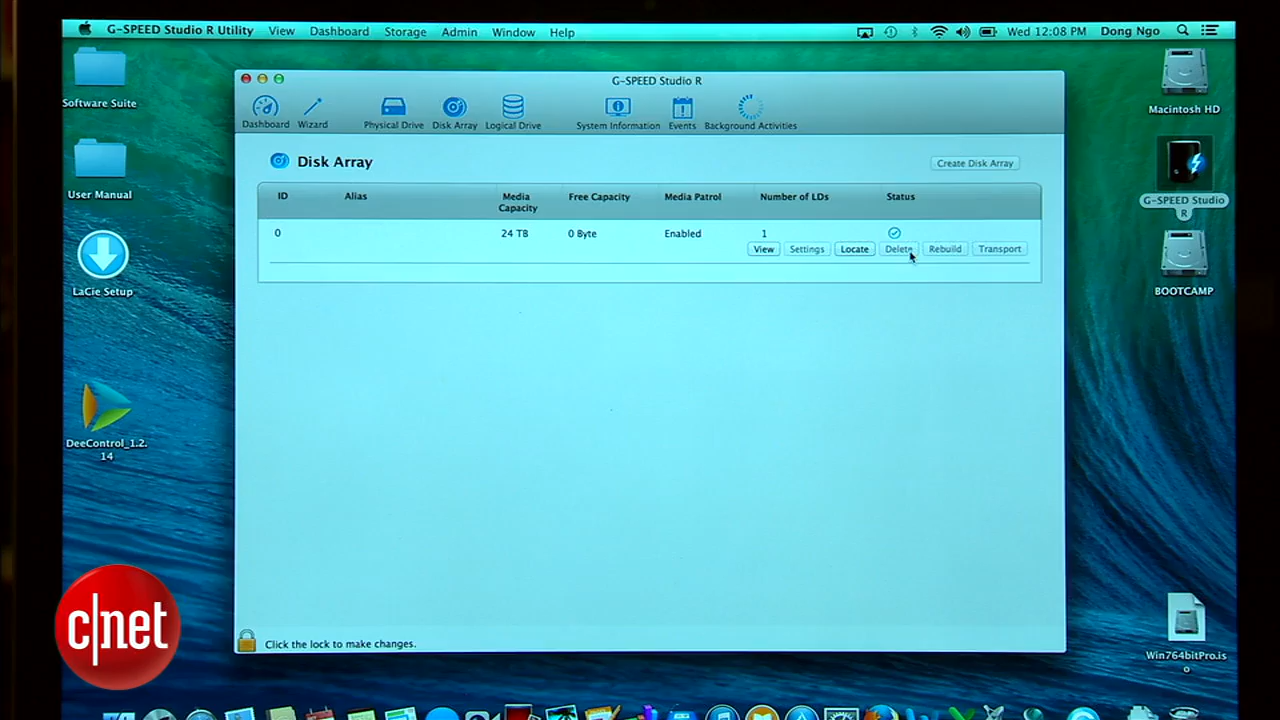 G-SPEED Studio R Utility View Dashboard Storage Admin Window Help Wed 12:08 PM Dong Ngo
Software Suite
User Manual
LaCie Setup
DeeControl_1.2.
14
G-SPEED Studio R
Dashboard Wizard Physical Drive Disk Array Logical Drive System Information Events Background Activities
Disk Array
Create Disk Array
ID Alias Media Capacity Free Capacity Media Patrol Number of LDs Status
0 24 TB 0 Byte Enabled 1
View Settings Locate Delete Rebuild Transport
Click the lock to make changes.
Macintosh HD
G-SPEED Studio
R
BOOTCAMP
Win764bitPro.is
o
c|net